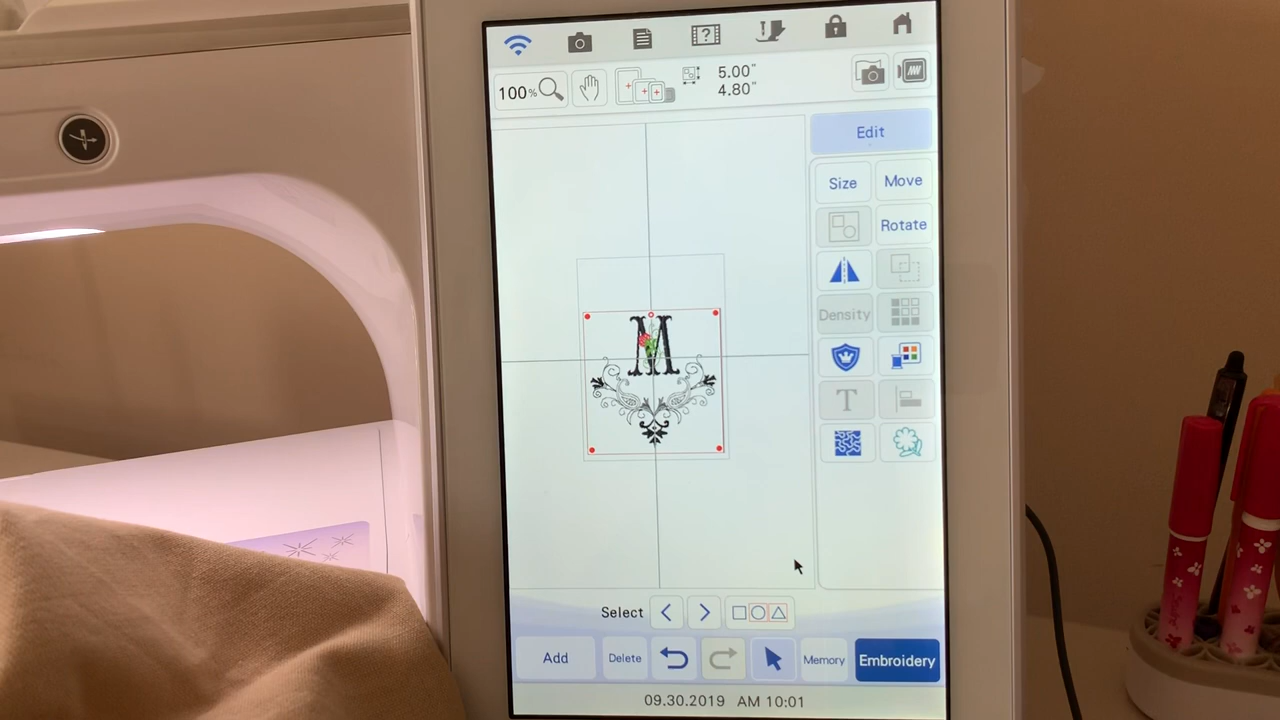 ?
100%
5.00"
4.80"
Edit
Size
Move
Rotate
Density
T
M
Select
Add
Delete
Memory
Embroidery
09.30.2019 AM 10:01